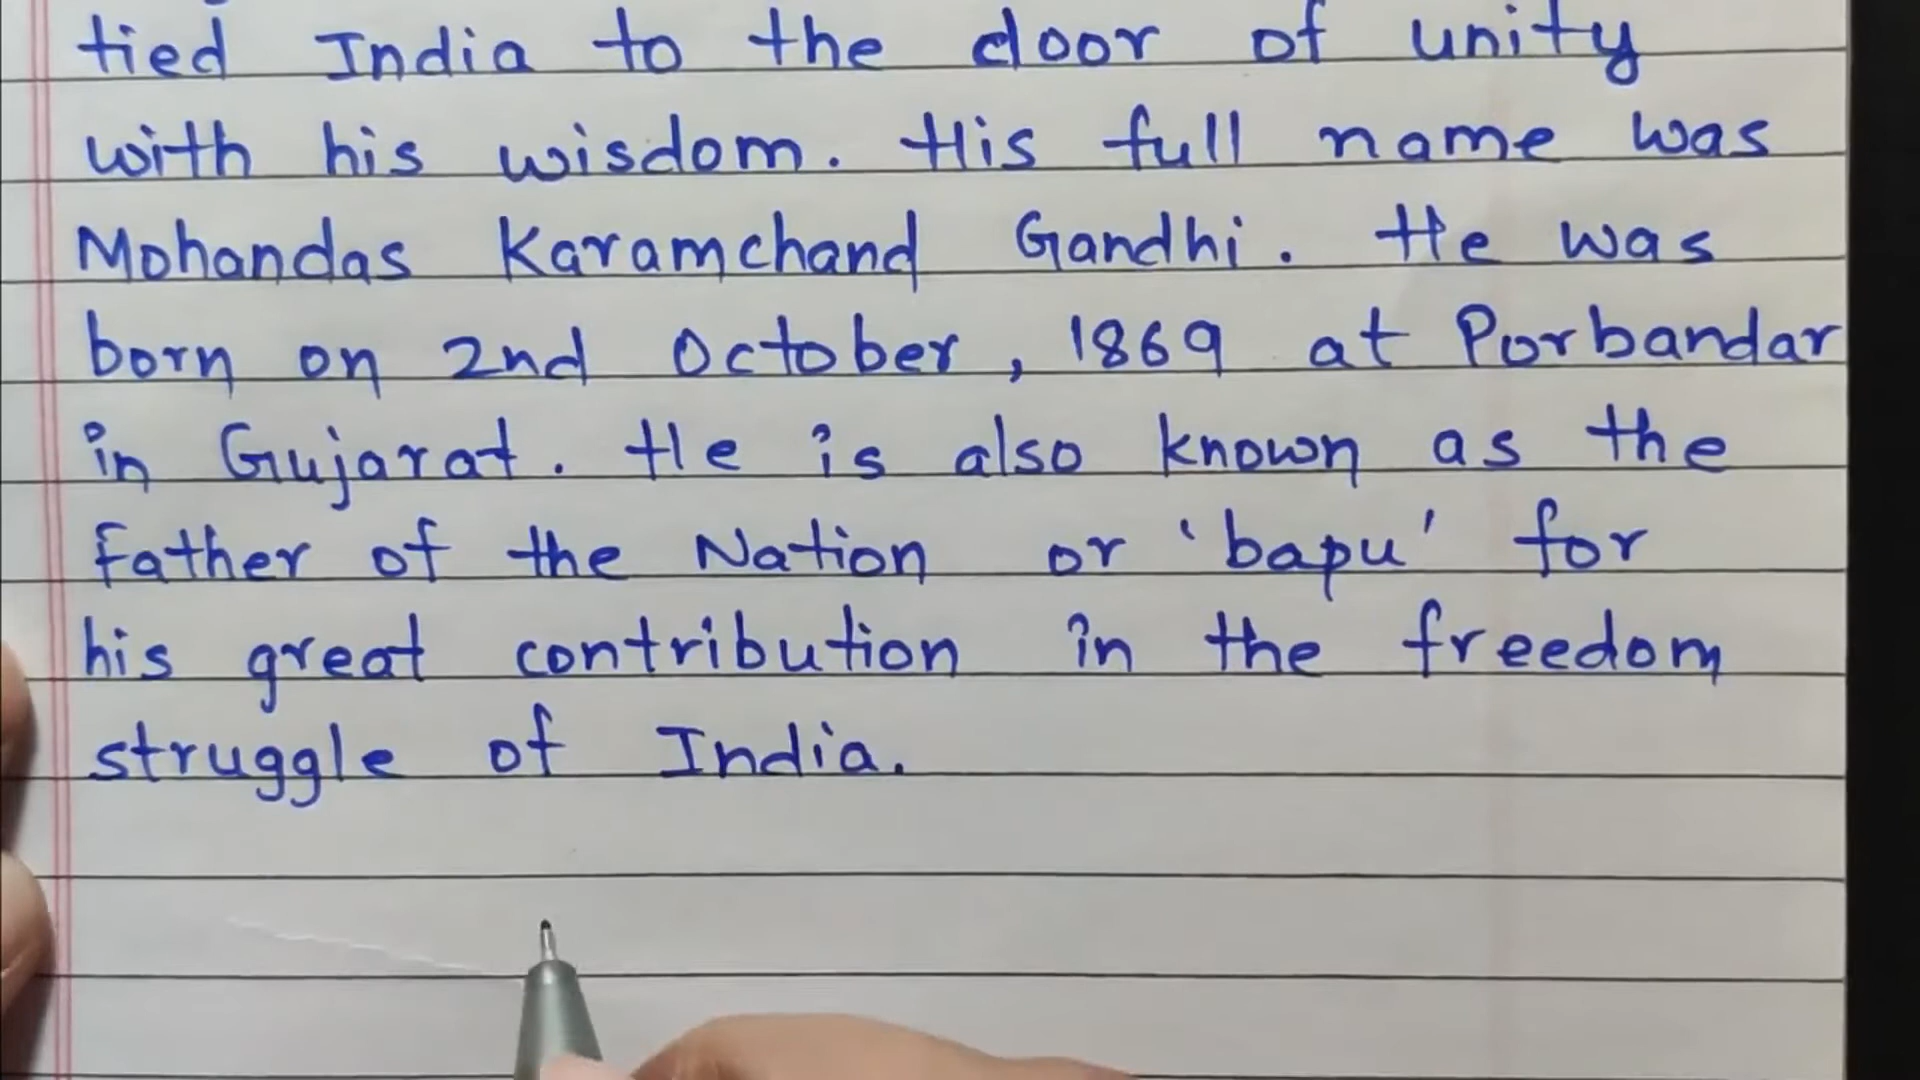 tied India to the door of unity
with his wisdom. His full name was
Mohandas Karamchand Gandhi. He was
born on 2nd October, 1869 at Porbandar
in Gujarat. He is also known as the
Father of the Nation or 'bapu' for
his great contribution in the freedom
struggle of India.